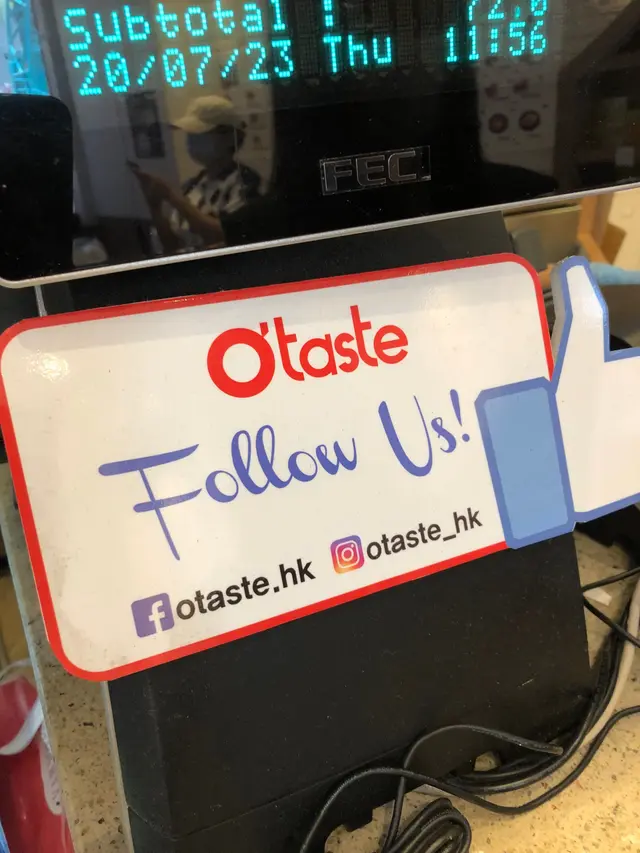 Subtotal ! 72.0
20/07/23 Thu 11:56
FEC
O'taste
Follow Us!
otaste.hk otaste_hk